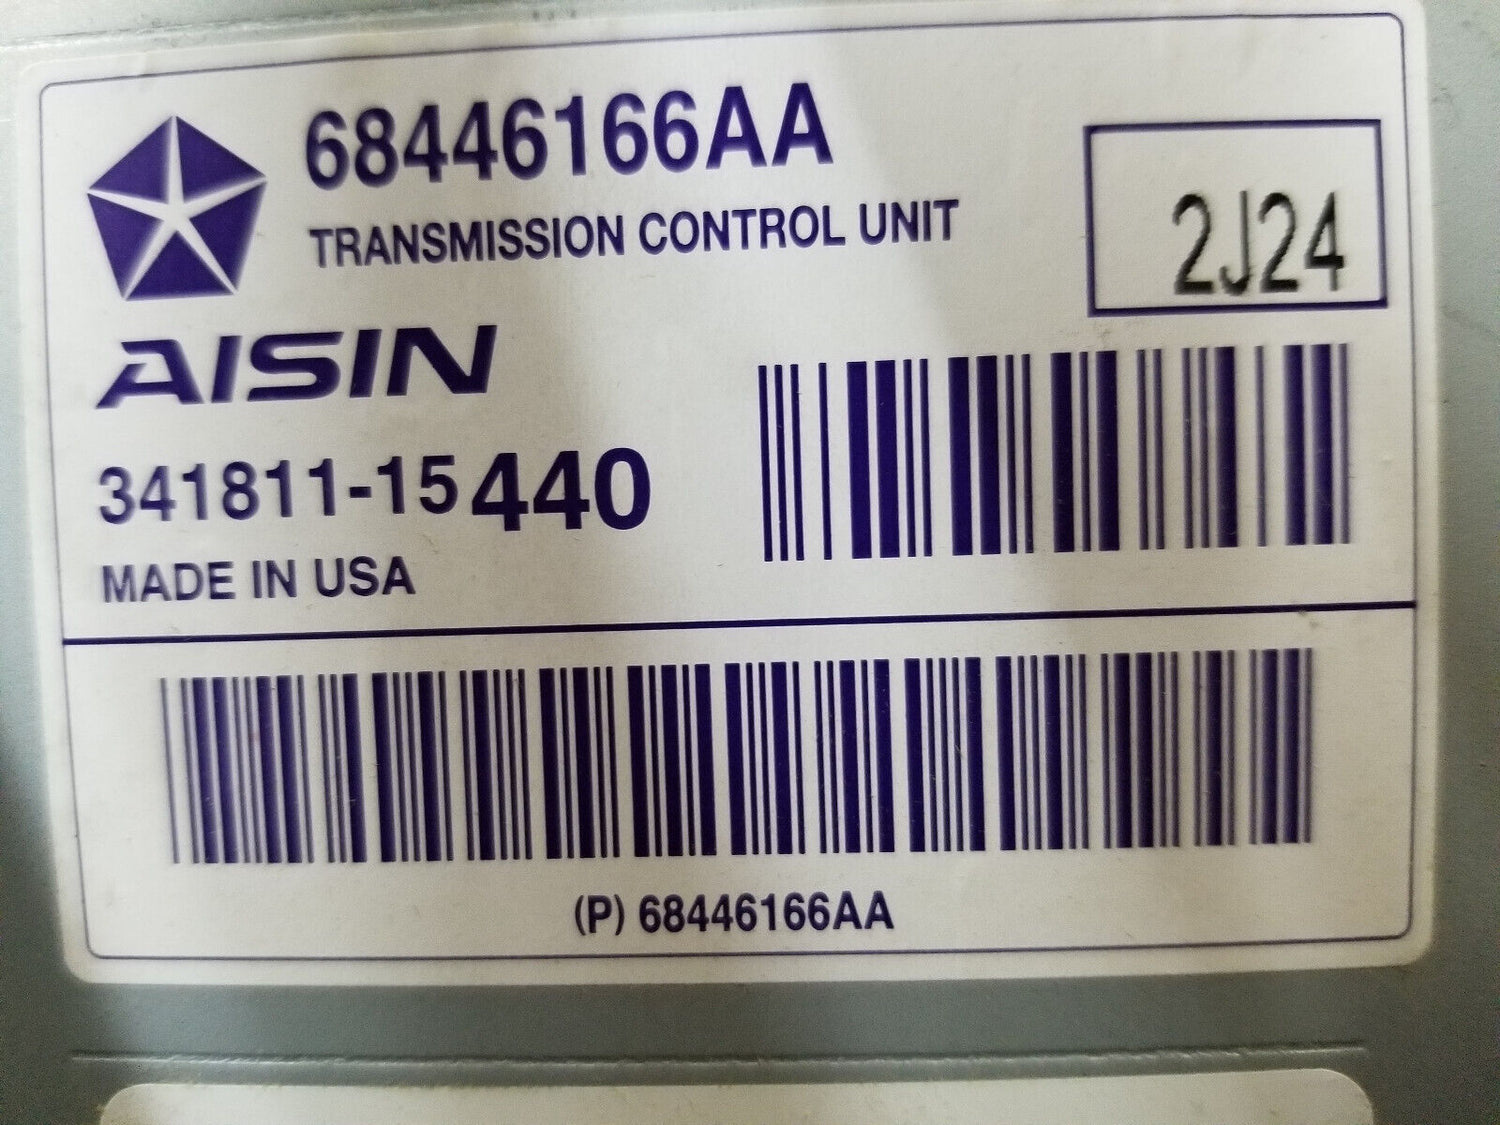 68446166AA
TRANSMISSION CONTROL UNIT
2J24
AISIN
341811-15440
MADE IN USA
(P) 68446166AA